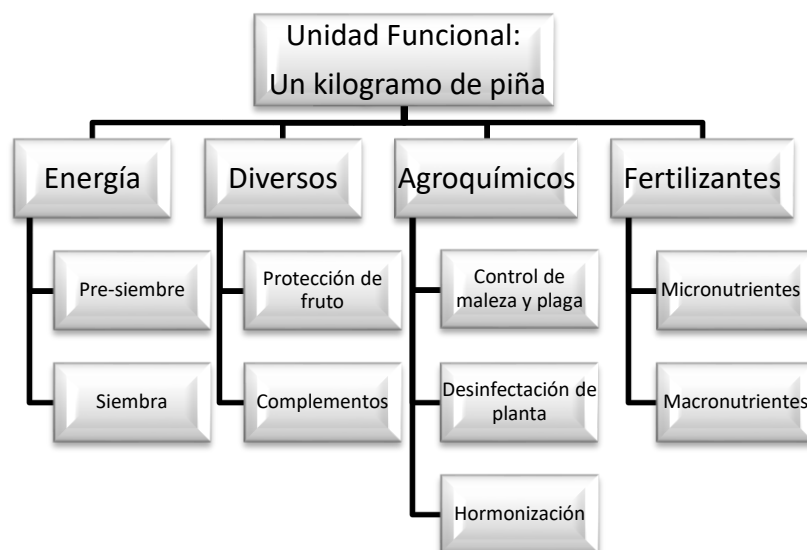 Unidad Funcional:
Un kilogramo de piña
Energía
Diversos
Agroquímicos
Fertilizantes
Pre-siembre
Protección de
fruto
Control de
maleza y plaga
Micronutrientes
Siembra
Complementos
Desinfectación de
planta
Macronutrientes
Hormonización